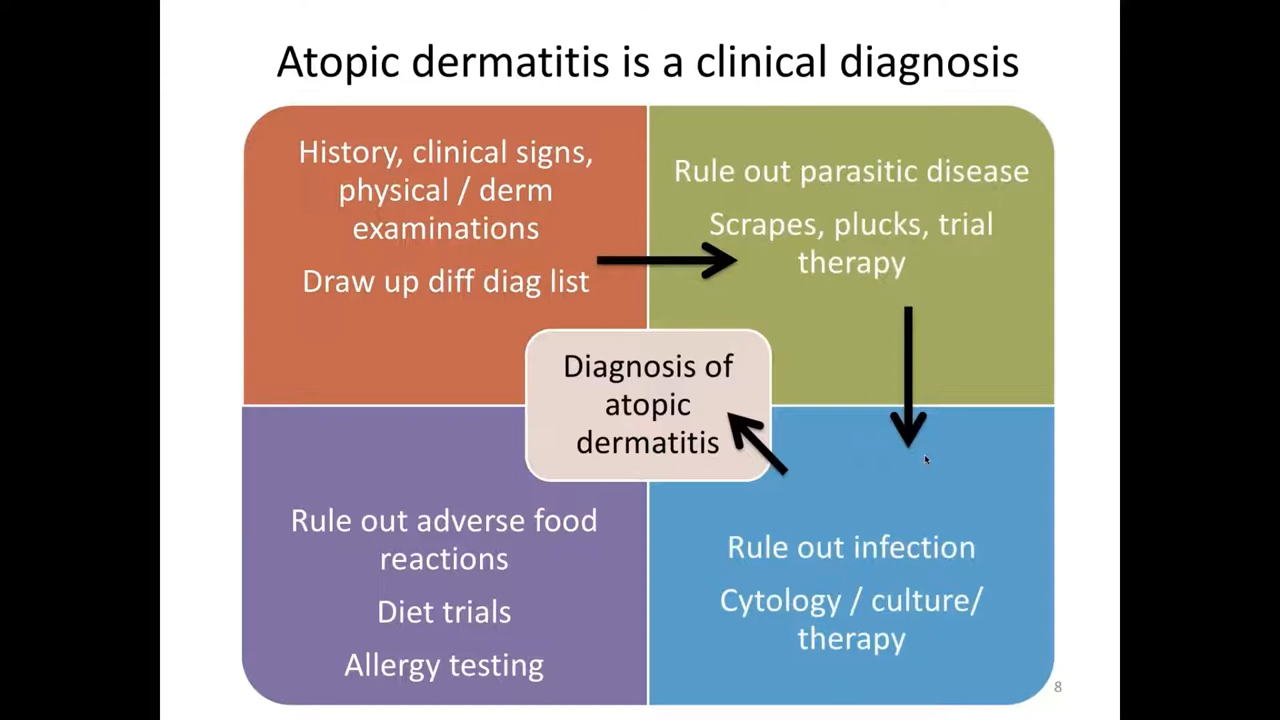 Atopic dermatitis is a clinical diagnosis
History, clinical signs,
physical / derm
examinations
Draw up diff diag list
Rule out parasitic disease
Scrapes, plucks, trial
therapy
Diagnosis of
atopic
dermatitis
Rule out adverse food
reactions
Diet trials
Allergy testing
Rule out infection
Cytology / culture/
therapy
8